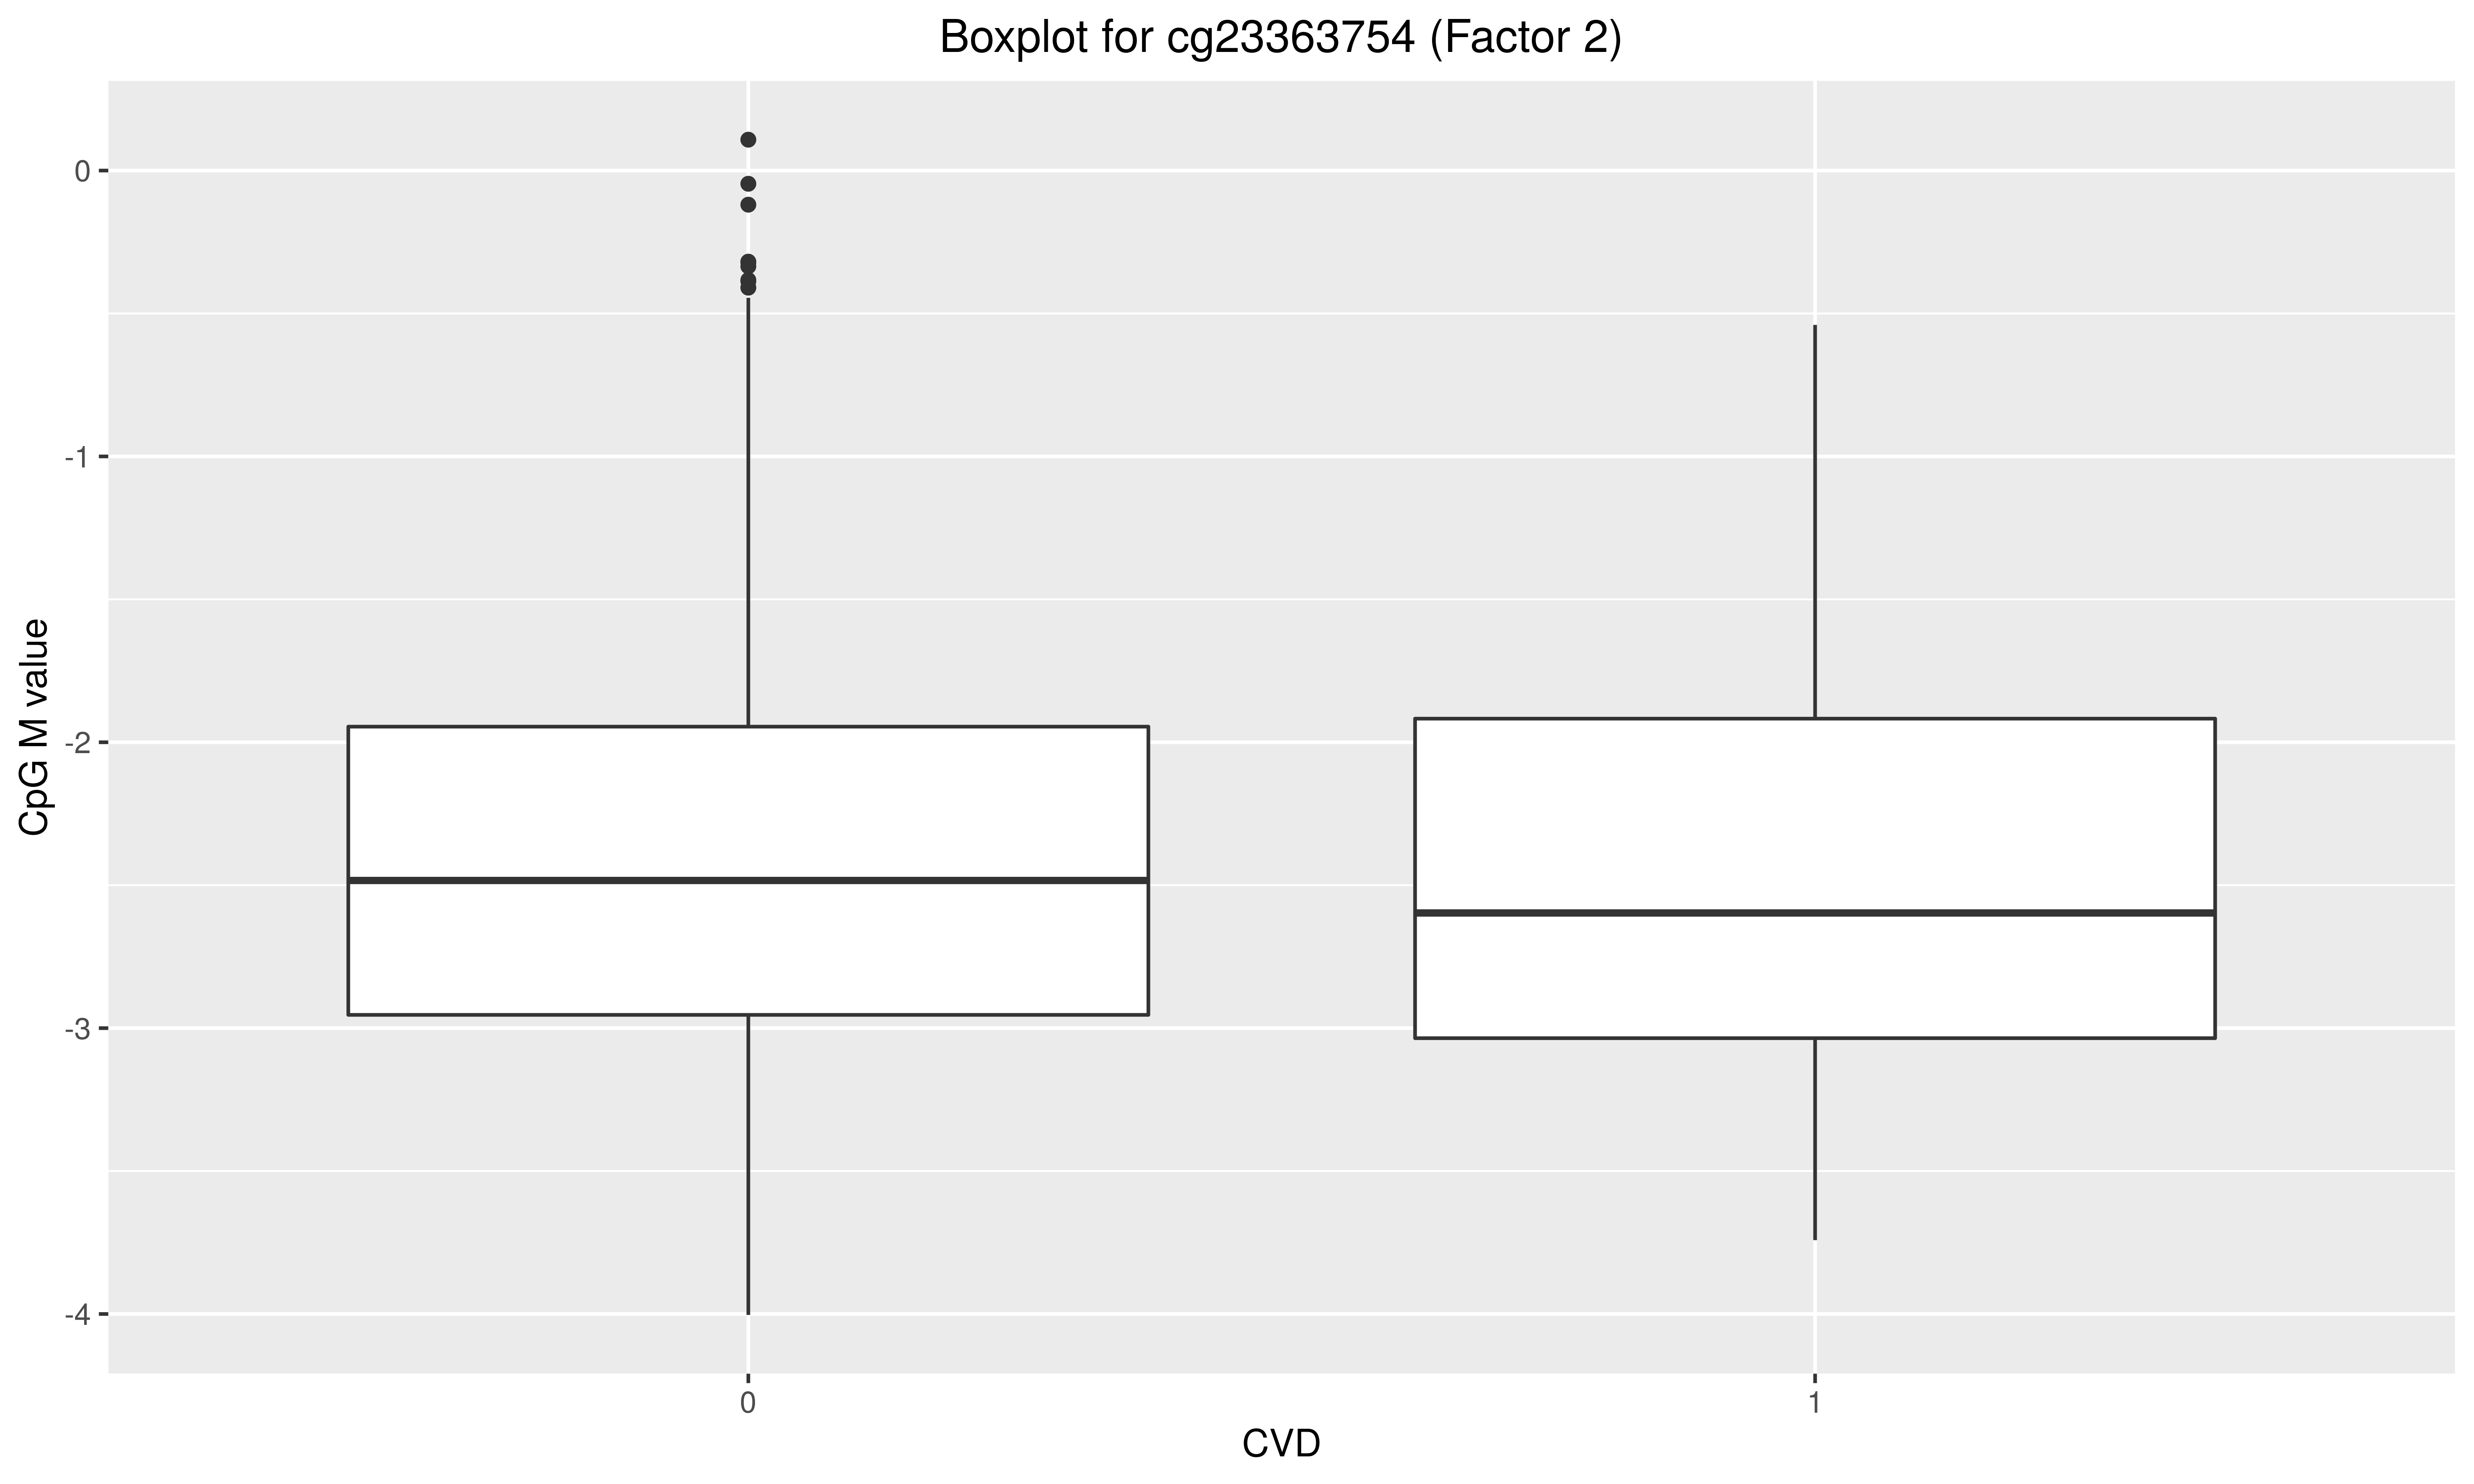 Boxplot for cg23363754 (Factor 2)
0
-1
-2
-3
-4
CpG M value
0 1
CVD